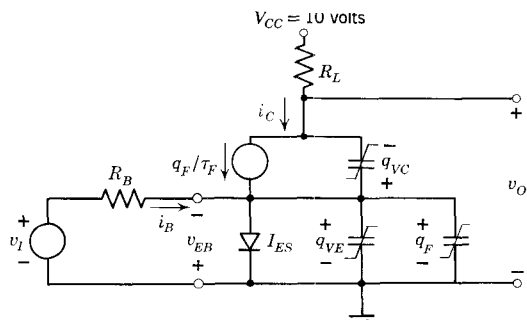 V_CC = 10 volts
R_L
+
i_C
−
q_F/τ_F
q_VC
R_B
+
v_O
i_B
−
+
+
+
v_I
v_EB
I_ES
q_VE
q_F
−
+
−
−
−